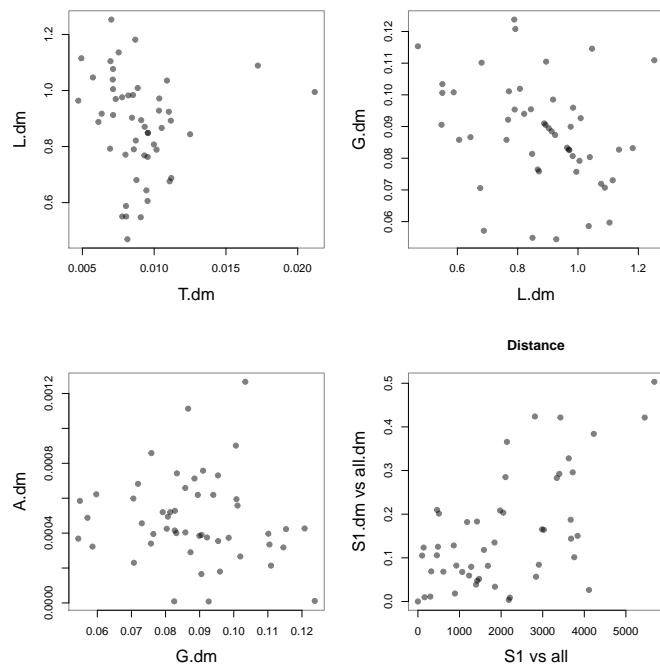 0.6 0.8 1.0 1.2
L.dm
0.005 0.010 0.015 0.020
T.dm
0.06 0.07 0.08 0.09 0.10 0.11 0.12
G.dm
0.6 0.8 1.0 1.2
L.dm
0.0000 0.0004 0.0008 0.0012
A.dm
0.06 0.07 0.08 0.09 0.10 0.11 0.12
G.dm
Distance
0.0 0.1 0.2 0.3 0.4 0.5
S1.dm vs all.dm
0 1000 2000 3000 4000 5000
S1 vs all